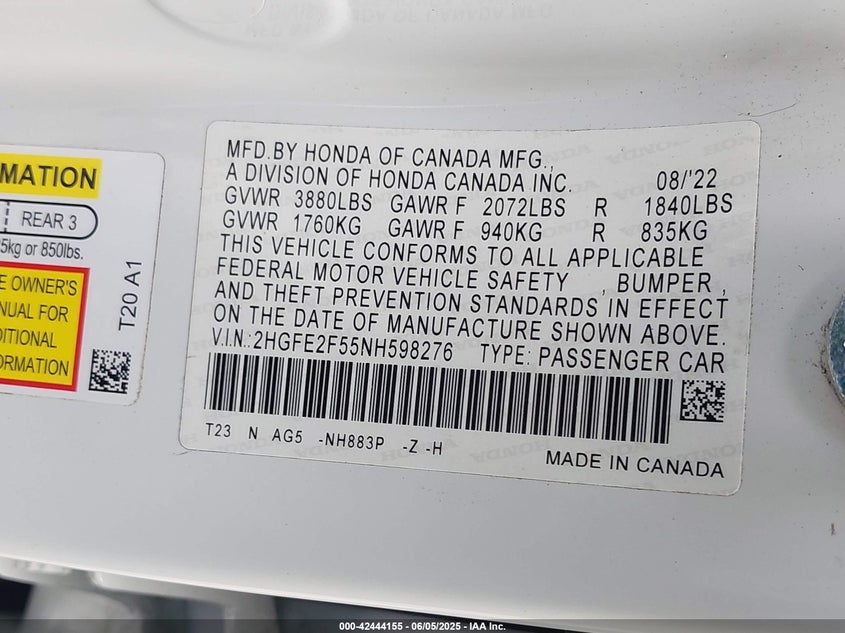 MATION
REAR 3
5kg or 850lbs.
E OWNER'S
NUAL FOR
DITIONAL
ORMATION
T20 A1
MFD.BY HONDA OF CANADA MFG.,
A DIVISION OF HONDA CANADA INC. 08/'22
GVWR 3880LBS GAWR F 2072LBS R 1840LBS
GVWR 1760KG GAWR F 940KG R 835KG
THIS VEHICLE CONFORMS TO ALL APPLICABLE
FEDERAL MOTOR VEHICLE SAFETY , BUMPER ,
AND THEFT PREVENTION STANDARDS IN EFFECT
ON THE DATE OF MANUFACTURE SHOWN ABOVE.
V.I.N.:2HGFE2F55NH598276 TYPE: PASSENGER CAR
T23 N AG5 -NH883P -Z -H
MADE IN CANADA
000-42444155 - 06/05/2025 - IAA Inc.